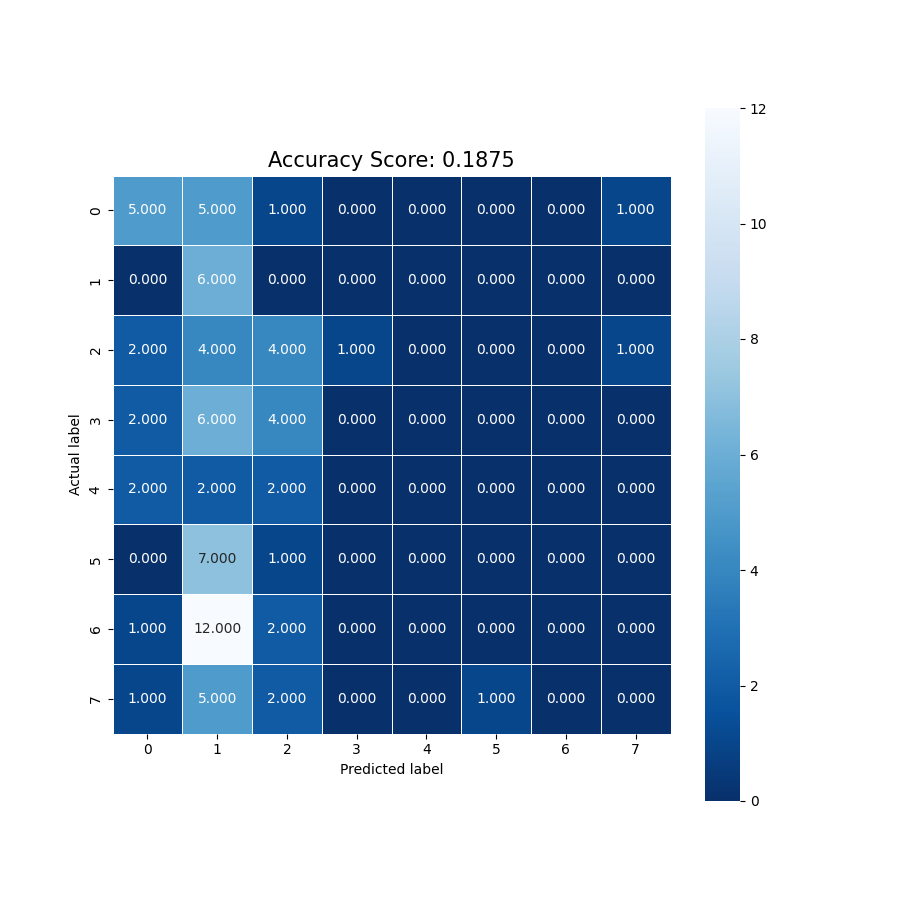 Accuracy Score: 0.1875
12
10
8
6
4
2
0
Actual label
0 5.000 5.000 1.000 0.000 0.000 0.000 0.000 1.000
1 0.000 6.000 0.000 0.000 0.000 0.000 0.000 0.000
2 2.000 4.000 4.000 1.000 0.000 0.000 0.000 1.000
3 2.000 6.000 4.000 0.000 0.000 0.000 0.000 0.000
4 2.000 2.000 2.000 0.000 0.000 0.000 0.000 0.000
5 0.000 7.000 1.000 0.000 0.000 0.000 0.000 0.000
6 1.000 12.000 2.000 0.000 0.000 0.000 0.000 0.000
7 1.000 5.000 2.000 0.000 0.000 1.000 0.000 0.000
0 1 2 3 4 5 6 7
Predicted label